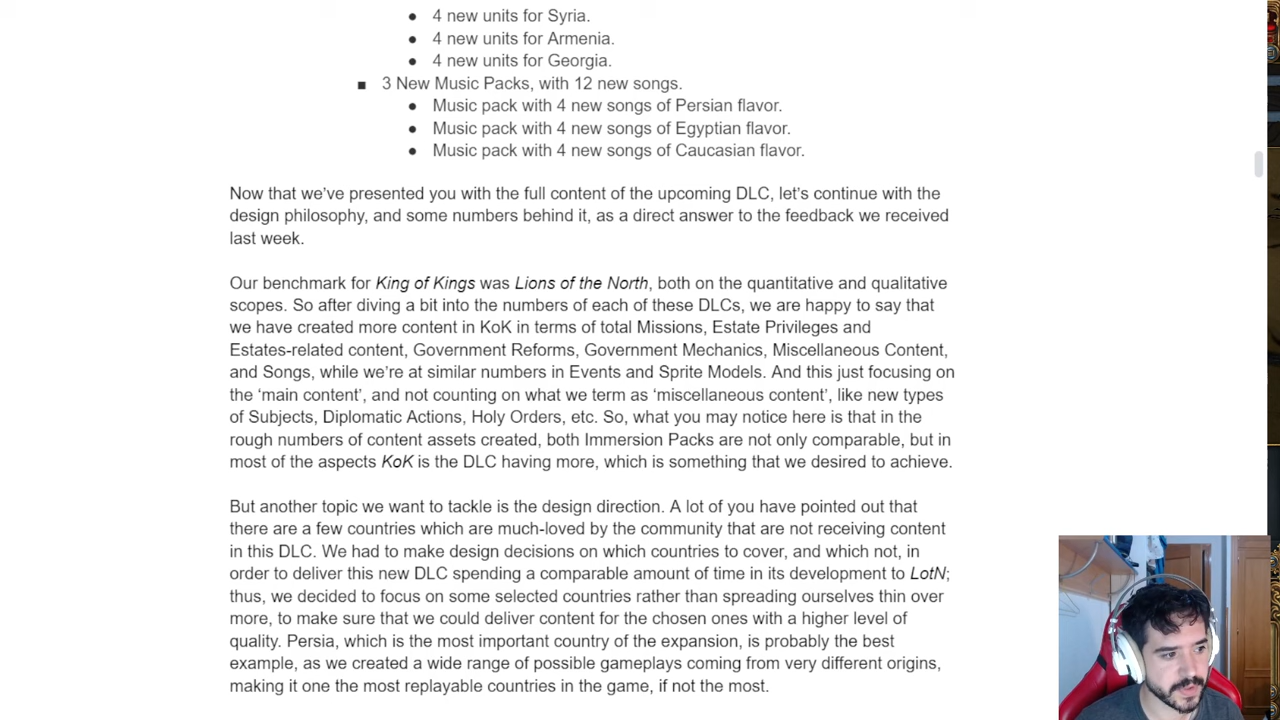 4 new units for Syria.
4 new units for Armenia.
4 new units for Georgia.
3 New Music Packs, with 12 new songs.
Music pack with 4 new songs of Persian flavor.
Music pack with 4 new songs of Egyptian flavor.
Music pack with 4 new songs of Caucasian flavor.
Now that we’ve presented you with the full content of the upcoming DLC, let’s continue with the
design philosophy, and some numbers behind it, as a direct answer to the feedback we received
last week.
Our benchmark for King of Kings was Lions of the North, both on the quantitative and qualitative
scopes. So after diving a bit into the numbers of each of these DLCs, we are happy to say that
we have created more content in KoK in terms of total Missions, Estate Privileges and
Estates-related content, Government Reforms, Government Mechanics, Miscellaneous Content,
and Songs, while we’re at similar numbers in Events and Sprite Models. And this just focusing on
the ‘main content’, and not counting on what we term as ‘miscellaneous content’, like new types
of Subjects, Diplomatic Actions, Holy Orders, etc. So, what you may notice here is that in the
rough numbers of content assets created, both Immersion Packs are not only comparable, but in
most of the aspects KoK is the DLC having more, which is something that we desired to achieve.
But another topic we want to tackle is the design direction. A lot of you have pointed out that
there are a few countries which are much-loved by the community that are not receiving content
in this DLC. We had to make design decisions on which countries to cover, and which not, in
order to deliver this new DLC spending a comparable amount of time in its development to LotN;
thus, we decided to focus on some selected countries rather than spreading ourselves thin over
more, to make sure that we could deliver content for the chosen ones with a higher level of
quality. Persia, which is the most important country of the expansion, is probably the best
example, as we created a wide range of possible gameplays coming from very different origins,
making it one the most replayable countries in the game, if not the most.